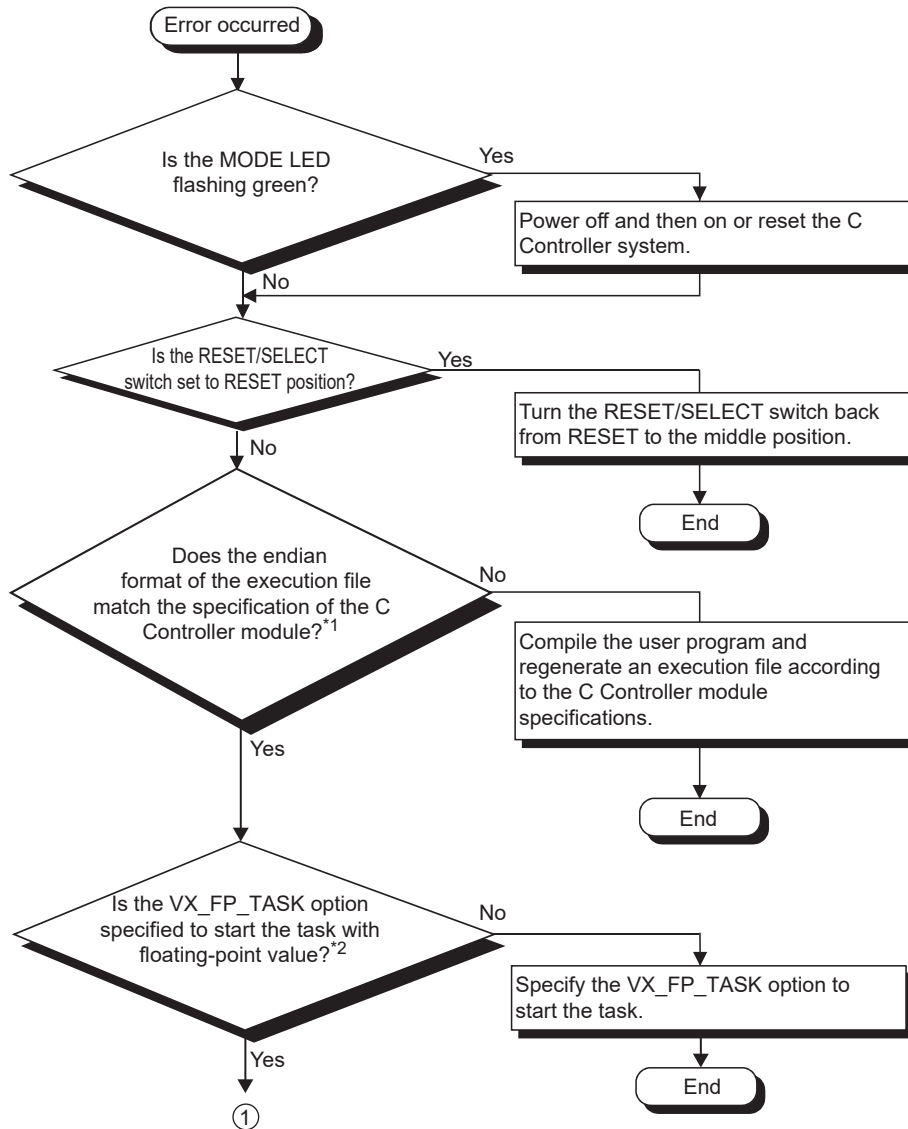 Error occurred
Is the MODE LED
flashing green?
Yes
Power off and then on or reset the C
Controller system.
No
Is the RESET/SELECT
switch set to RESET position?
Yes
Turn the RESET/SELECT switch back
from RESET to the middle position.
No
End
Does the endian
format of the execution file
match the specification of the C
Controller module?*1
No
Compile the user program and
regenerate an execution file according
to the C Controller module
specifications.
Yes
End
Is the VX_FP_TASK option
specified to start the task with
floating-point value?*2
No
Specify the VX_FP_TASK option to
start the task.
Yes
End
1